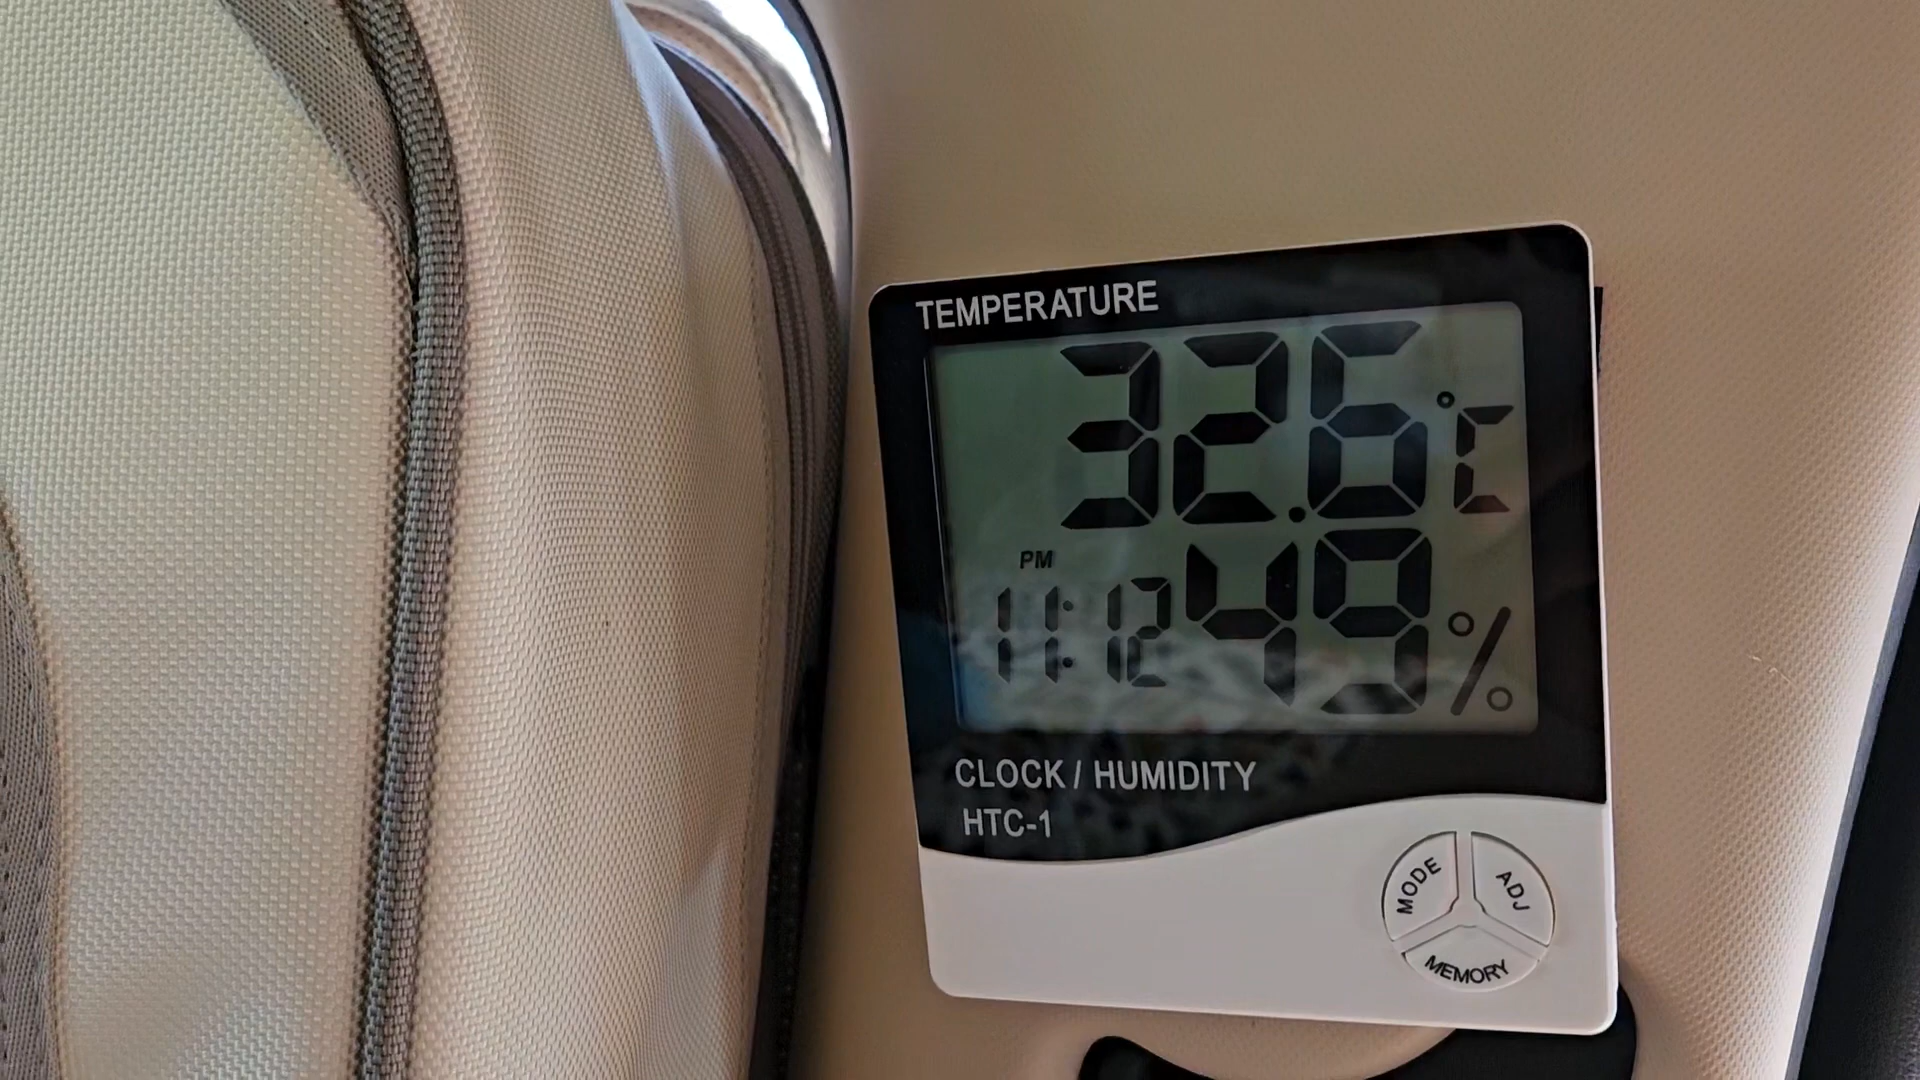 TEMPERATURE
32.6°C
PM
11:12 49%
CLOCK / HUMIDITY
HTC-1
MODE
ADJ
MEMORY